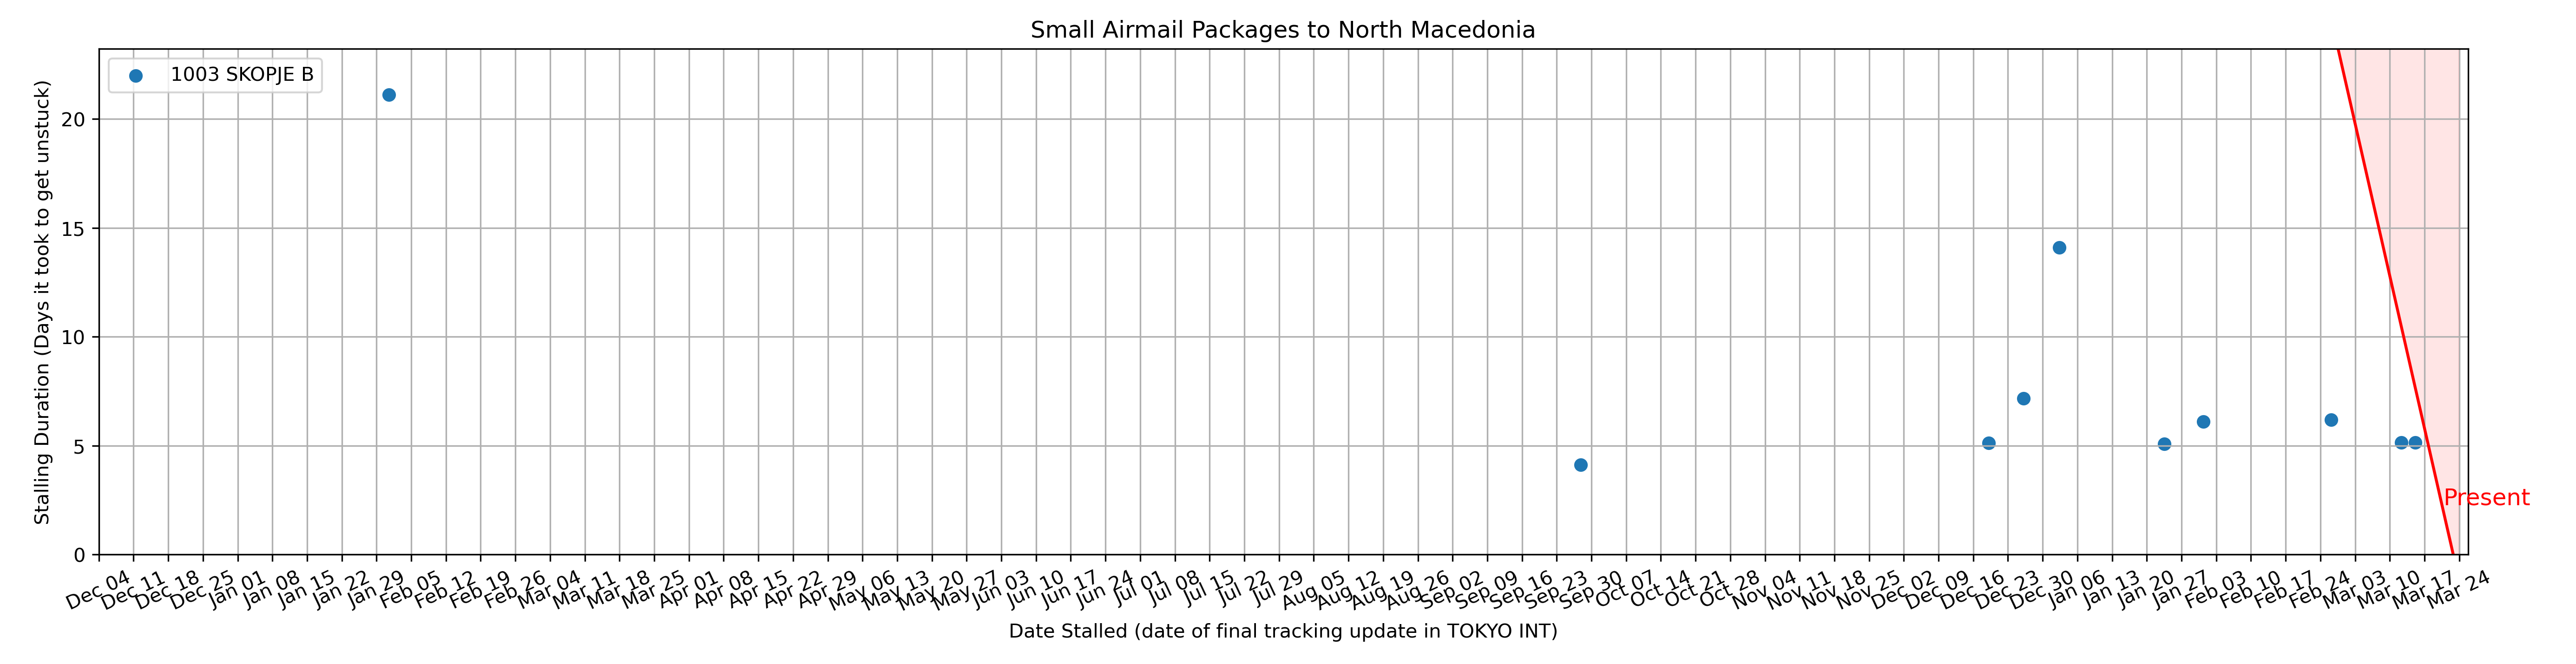 Small Airmail Packages to North Macedonia
1003 SKOPJE B
Stalling Duration (Days it took to get unstuck)
20
15
10
5
0
Present
Dec 04
Dec 11
Dec 18
Dec 25
Jan 01
Jan 08
Jan 15
Jan 22
Jan 29
Feb 05
Feb 12
Feb 19
Feb 26
Mar 04
Mar 11
Mar 18
Mar 25
Apr 01
Apr 08
Apr 15
Apr 22
Apr 29
May 06
May 13
May 20
May 27
Jun 03
Jun 10
Jun 17
Jun 24
Jul 01
Jul 08
Jul 15
Jul 22
Jul 29
Aug 05
Aug 12
Aug 19
Aug 26
Sep 02
Sep 09
Sep 16
Sep 23
Sep 30
Oct 07
Oct 14
Oct 21
Oct 28
Nov 04
Nov 11
Nov 18
Nov 25
Dec 02
Dec 09
Dec 16
Dec 23
Dec 30
Jan 06
Jan 13
Jan 20
Jan 27
Feb 03
Feb 10
Feb 17
Feb 24
Mar 03
Mar 10
Mar 17
Mar 24
Date Stalled (date of final tracking update in TOKYO INT)